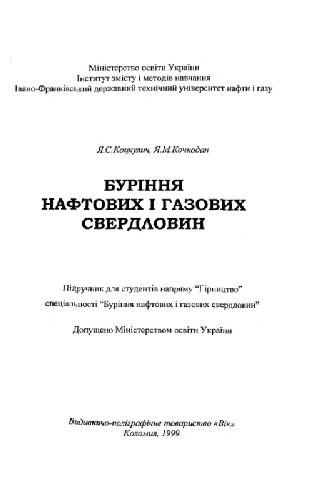 Міністерство освіти України
Інститут змісту і методів навчання
Івано-Франківський державний технічний університет нафти і газу
Я.С.Коцкулич, Я.М.Кочкодан
БУРІННЯ
НАФТОВИХ І ГАЗОВИХ
СВЕРДЛОВИН
Підручник для студентів напряму "Гірництво"
спеціальності "Буріння нафтових і газових свердловин"
Допущено Міністерством освіти України
Видавничо-поліграфічне товариство «Вік»
Коломия, 1999